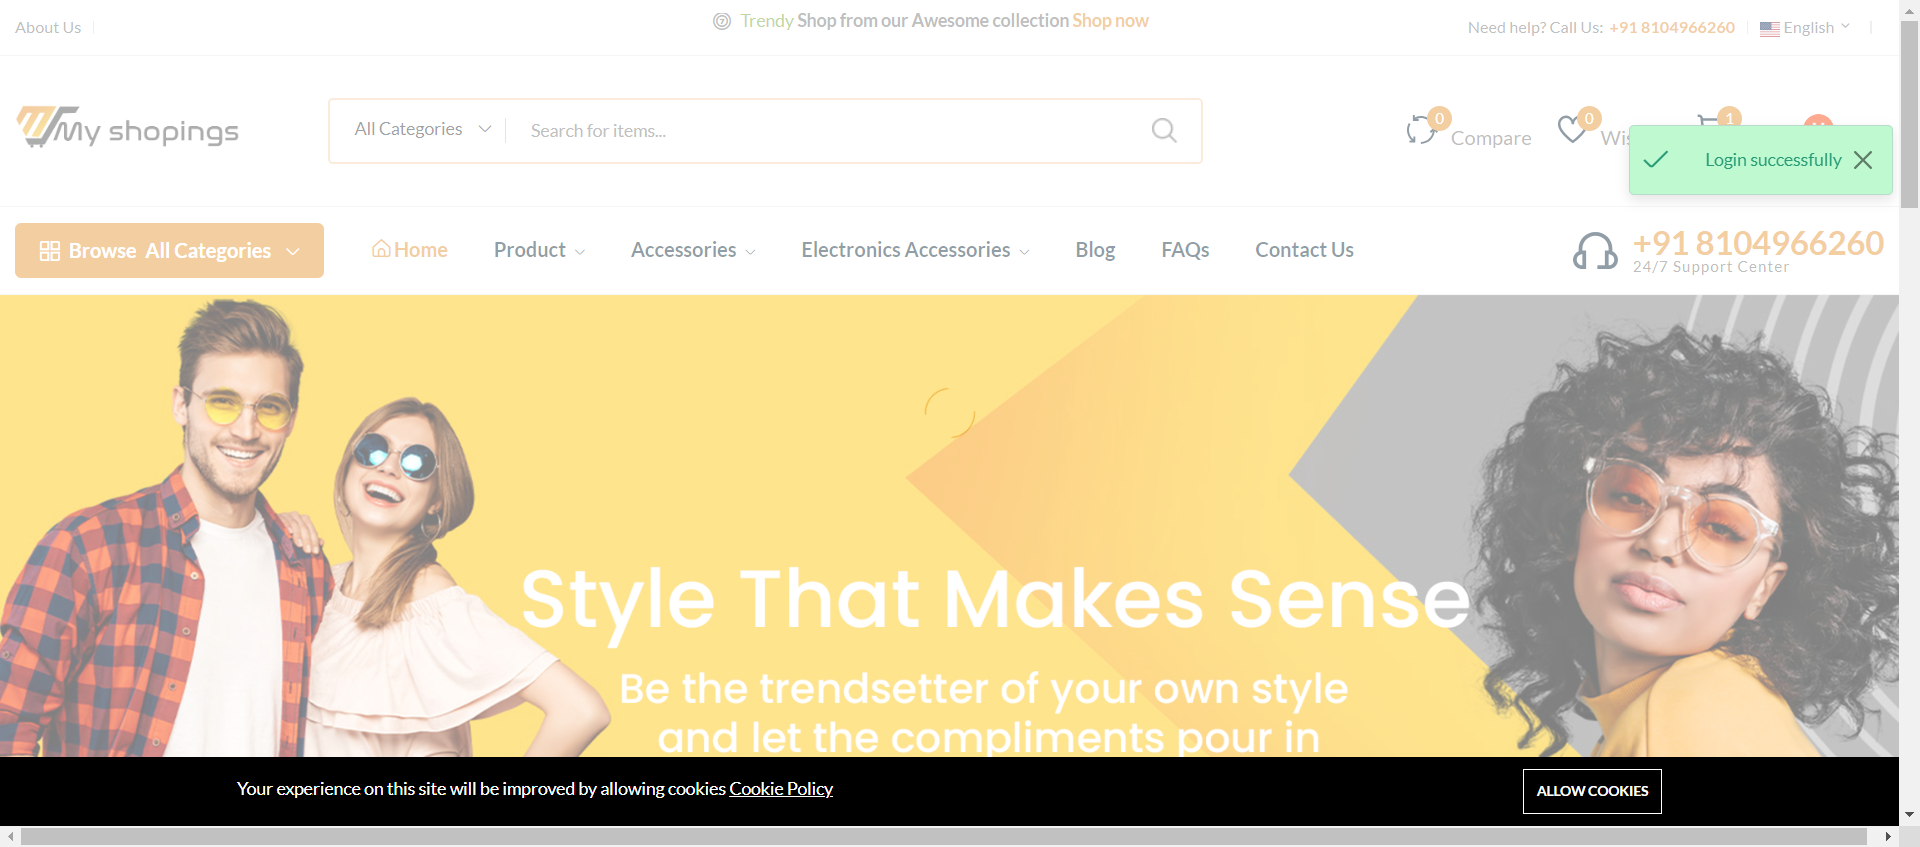 About Us
Trendy Shop from our Awesome collection Shop now
Need help? Call Us: +91 8104966260
English
My shopings
All Categories
Search for items...
0
Compare
0
1
Login successfully
Browse All Categories
Home
Product
Accessories
Electronics Accessories
Blog
FAQs
Contact Us
+91 8104966260
24/7 Support Center
Style That Makes Sense
Be the trendsetter of your own style
and let the compliments pour in
Your experience on this site will be improved by allowing cookies Cookie Policy
ALLOW COOKIES